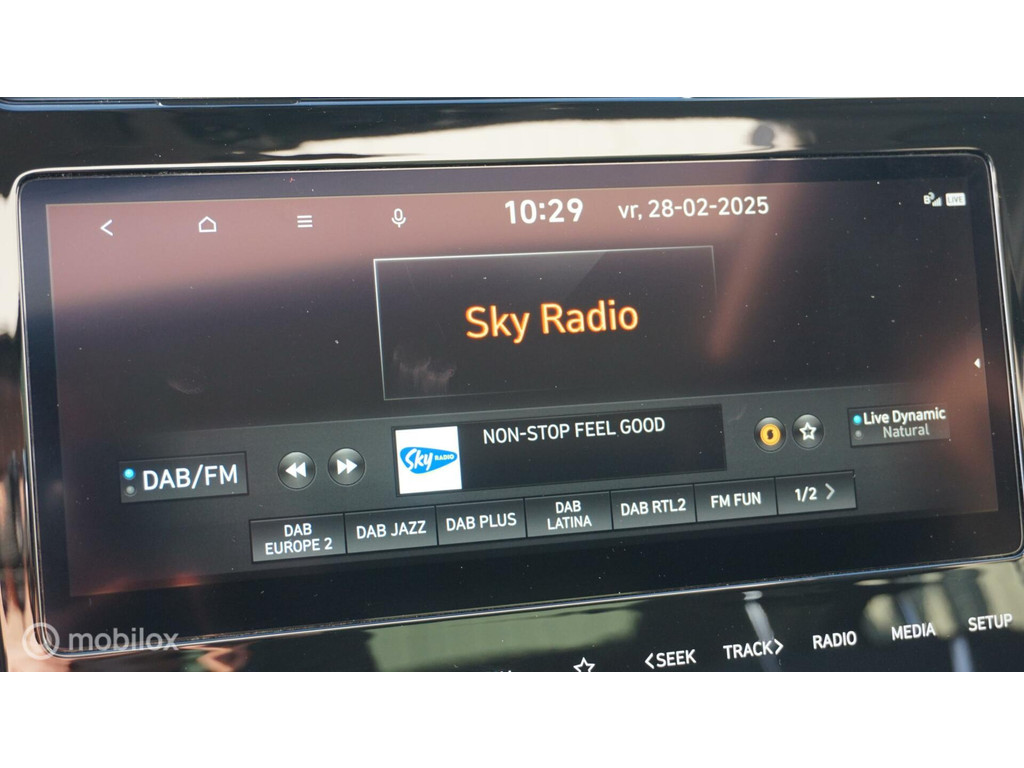 10:29 vr, 28-02-2025
B LIVE
Sky Radio
NON-STOP FEEL GOOD
Sky RADIO
Live Dynamic
Natural
DAB/FM
DAB EUROPE 2
DAB JAZZ
DAB PLUS
DAB LATINA
DAB RTL2
FM FUN
1/2 >
<SEEK
TRACK>
RADIO
MEDIA
SETUP
mobilox